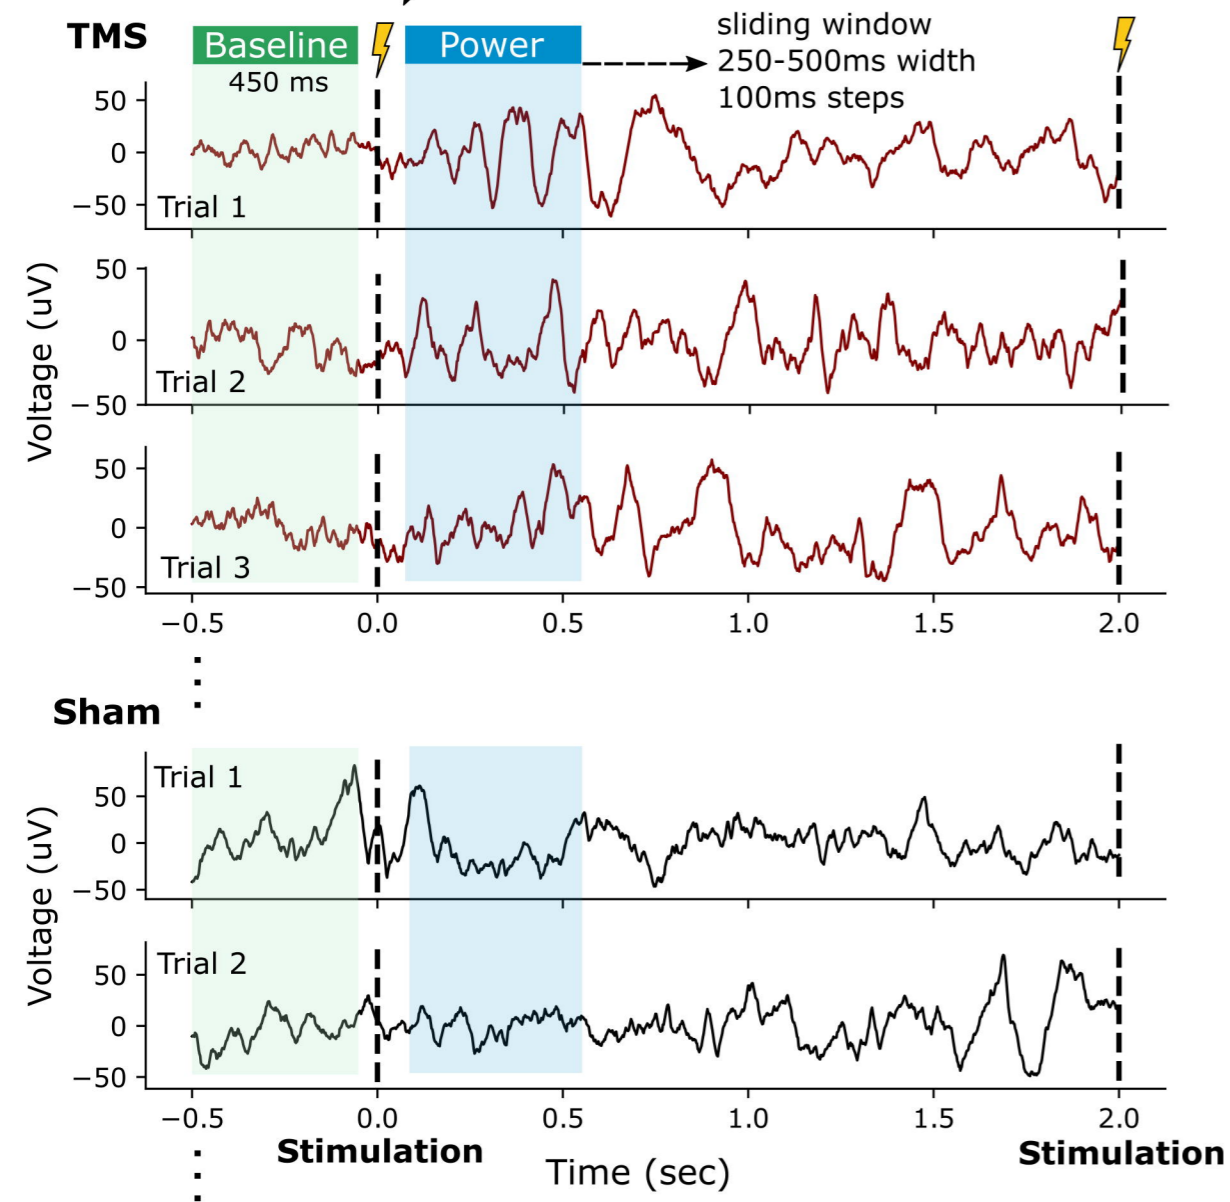 TMS
Baseline
Power
450 ms
sliding window
250-500ms width
100ms steps
50
0
−50
Trial 1
Voltage (uV)
50
0
−50
Trial 2
50
0
−50
Trial 3
−0.5 0.0 0.5 1.0 1.5 2.0
Sham
Voltage (uV)
Trial 1
50
0
−50
Trial 2
50
0
−50
−0.5 0.0 0.5 1.0 1.5 2.0
Stimulation
Time (sec)
Stimulation